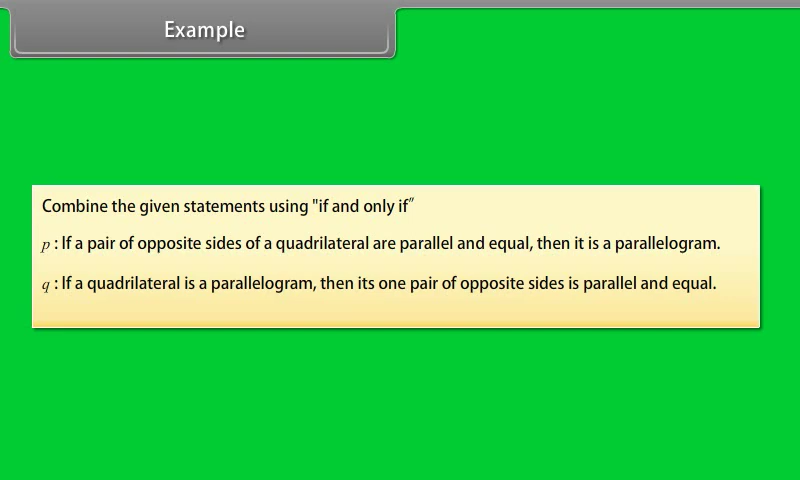 Example
Combine the given statements using "if and only if″
p : If a pair of opposite sides of a quadrilateral are parallel and equal, then it is a parallelogram.
q : If a quadrilateral is a parallelogram, then its one pair of opposite sides is parallel and equal.